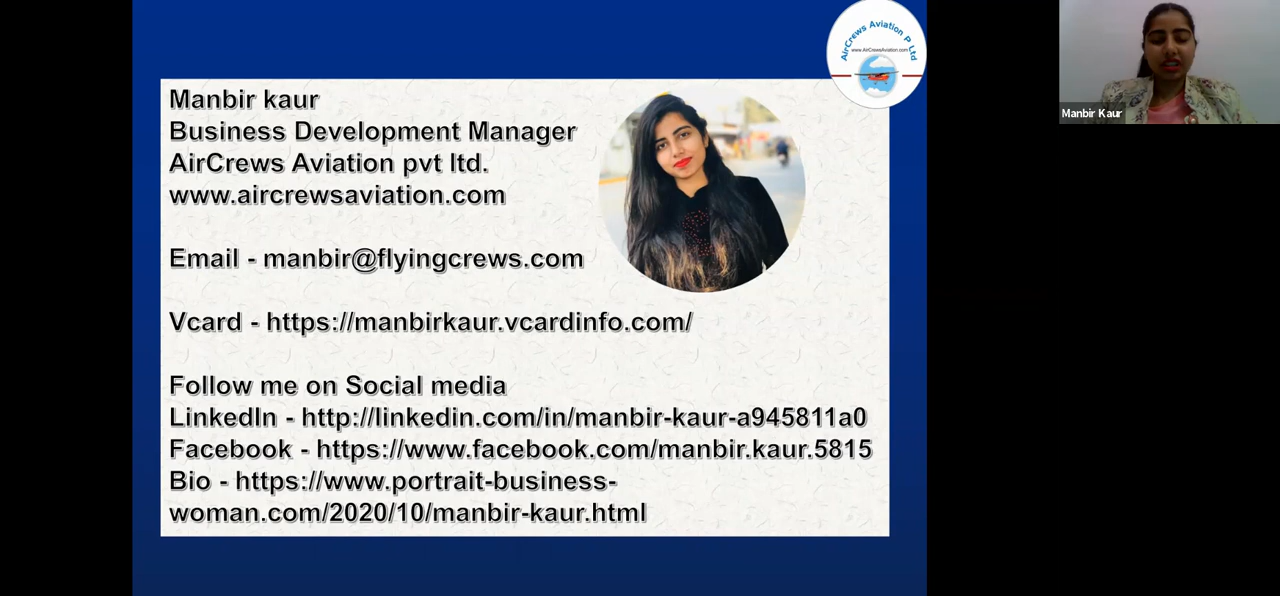 AirCrews Aviation P Ltd
www.AirCrewsAviation.com
Manbir kaur
Business Development Manager
AirCrews Aviation pvt ltd.
www.aircrewsaviation.com
Email - manbir@flyingcrews.com
Vcard - https://manbirkaur.vcardinfo.com/
Follow me on Social media
LinkedIn - http://linkedin.com/in/manbir-kaur-a945811a0
Facebook - https://www.facebook.com/manbir.kaur.5815
Bio - https://www.portrait-business-
woman.com/2020/10/manbir-kaur.html
Manbir Kaur